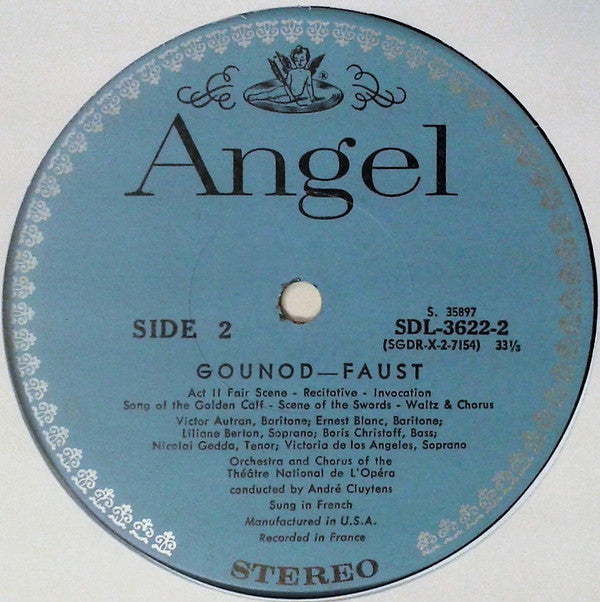 ®
Angel
S. 35897
SIDE 2 SDL-3622-2
(SGDR-X-2-7154) 33⅓
GOUNOD—FAUST
Act II Fair Scene - Recitative - Invocation
Song of the Golden Calf - Scene of the Swords - Waltz & Chorus
Victor Autran, Baritone; Ernest Blanc, Baritone;
Liliane Berton, Soprano; Boris Christoff, Bass;
Nicolai Gedda, Tenor; Victoria de los Angeles, Soprano
Orchestra and Chorus of the
Théâtre National de L'Opéra
conducted by André Cluytens
Sung in French
Manufactured in U.S.A.
Recorded in France
STEREO